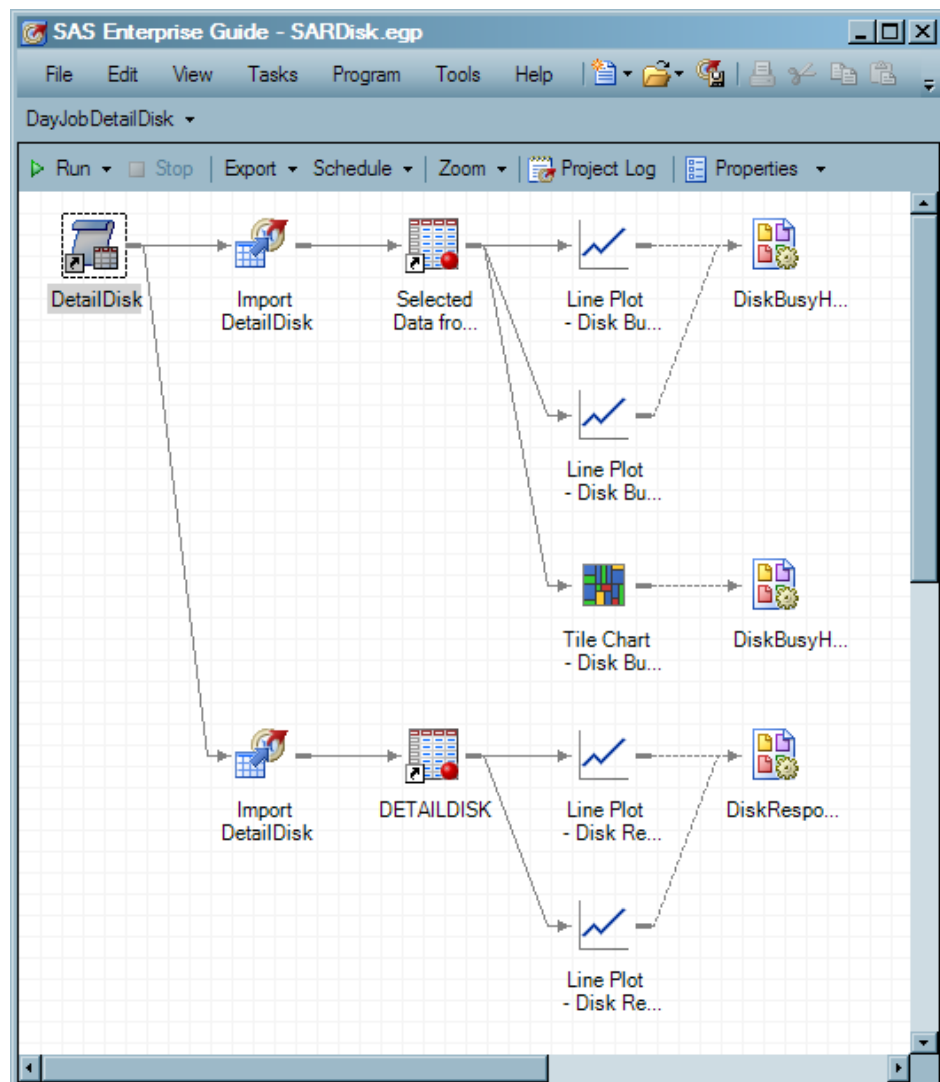 SAS Enterprise Guide - SARDisk.egp
File Edit View Tasks Program Tools Help
DayJobDetailDisk
Run Stop Export Schedule Zoom Project Log Properties
DetailDisk
Import
DetailDisk
Selected
Data fro...
Line Plot
- Disk Bu...
DiskBusyH...
Line Plot
- Disk Bu...
Tile Chart
- Disk Bu...
DiskBusyH...
Import
DetailDisk
DETAILDISK
Line Plot
- Disk Re...
DiskRespo...
Line Plot
- Disk Re...